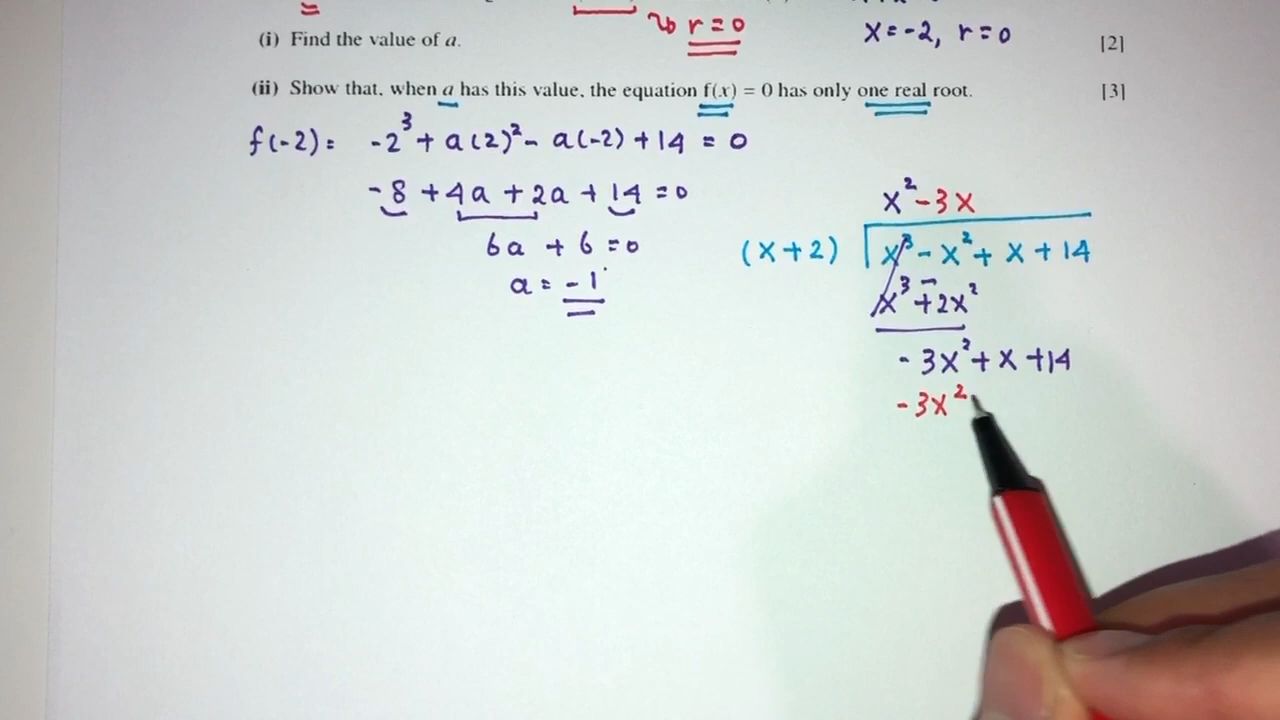 r = 0
x = -2, r = 0
(i) Find the value of a. [2]
(ii) Show that, when a has this value, the equation f(x) = 0 has only one real root. [3]
f(-2) = -2³ + a(2)² - a(-2) + 14 = 0
-8 + 4a + 2a + 14 = 0
6a + 6 = 0
a = -1
x² - 3x
(x+2) x³ - x² + x + 14
x³ + 2x²
-3x² + x + 14
-3x²